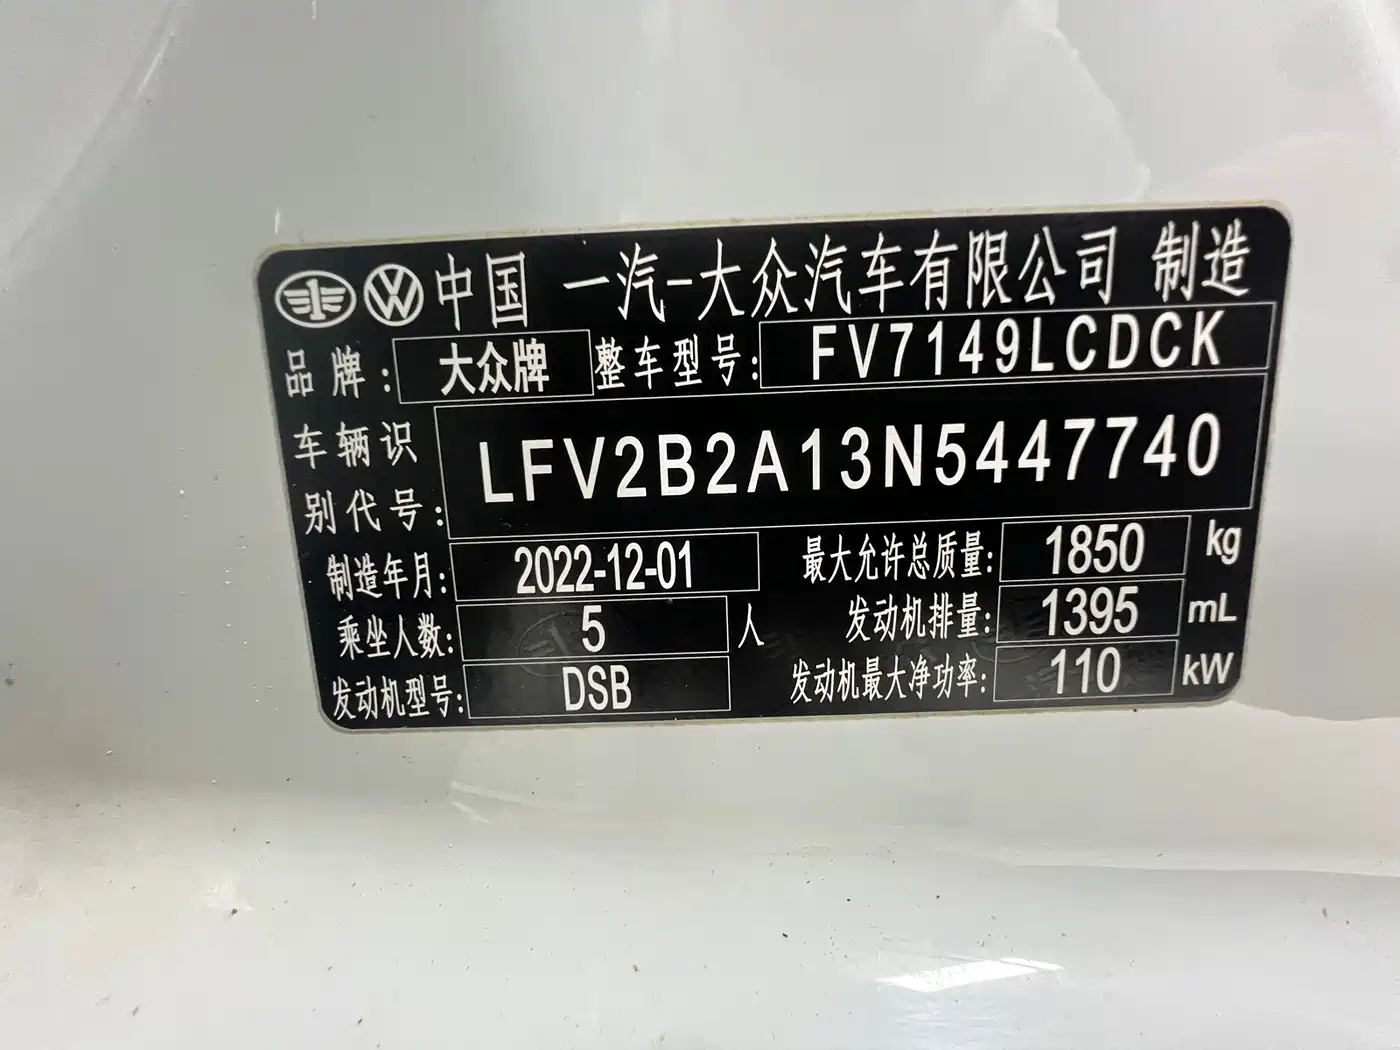 中国 一汽-大众汽车有限公司 制造
品牌: 大众牌 整车型号: FV7149LCDCK
车辆识别代号: LFV2B2A13N5447740
制造年月: 2022-12-01 最大允许总质量: 1850 kg
乘坐人数: 5 人 发动机排量: 1395 mL
发动机型号: DSB 发动机最大净功率: 110 kW